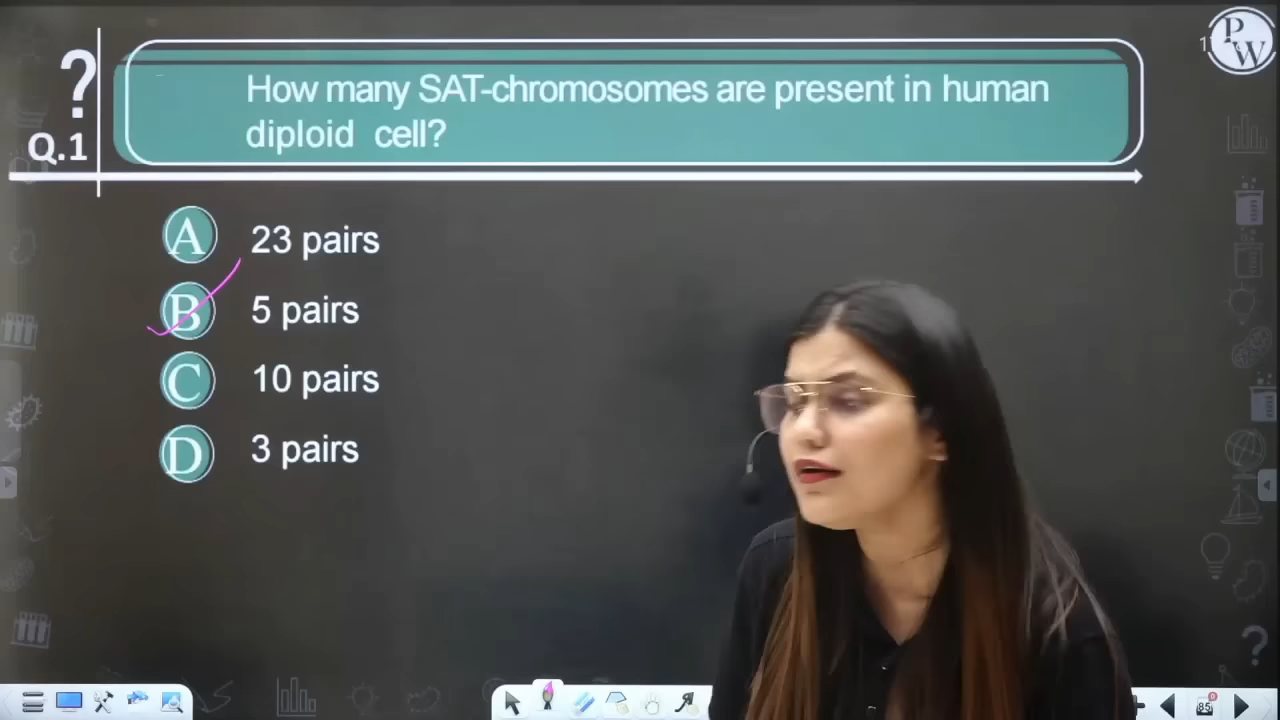 P
W
?
Q.1
How many SAT-chromosomes are present in human
diploid cell?
A 23 pairs
B 5 pairs
C 10 pairs
D 3 pairs
85